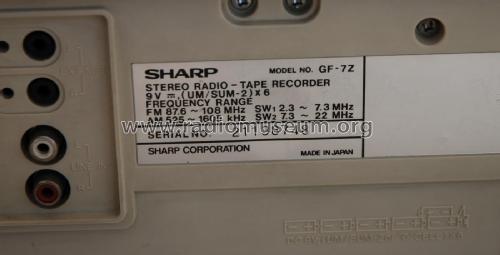 SHARP MODEL NO. GF-7Z
STEREO RADIO-TAPE RECORDER
9V ⎓, (UM/SUM-2)X6
FREQUENCY RANGE
FM 87.6 ~ 108 MHz SW₁ 2.3 ~ 7.3 MHz
AM 525 ~ 1605 kHz SW₂ 7.3 ~ 22 MHz
www.radiomuseum.org
SERIAL NO.
SHARP CORPORATION MADE IN JAPAN